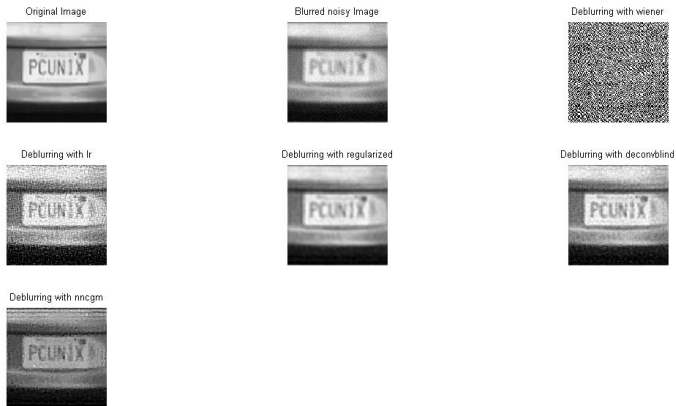 Original Image
PCUNIX
Blurred noisy Image
PCUNIX
Deblurring with wiener
Deblurring with lr
PCUNIX
Deblurring with regularized
PCUNIX
Deblurring with deconvblind
PCUNIX
Deblurring with nncgm
PCUNIX